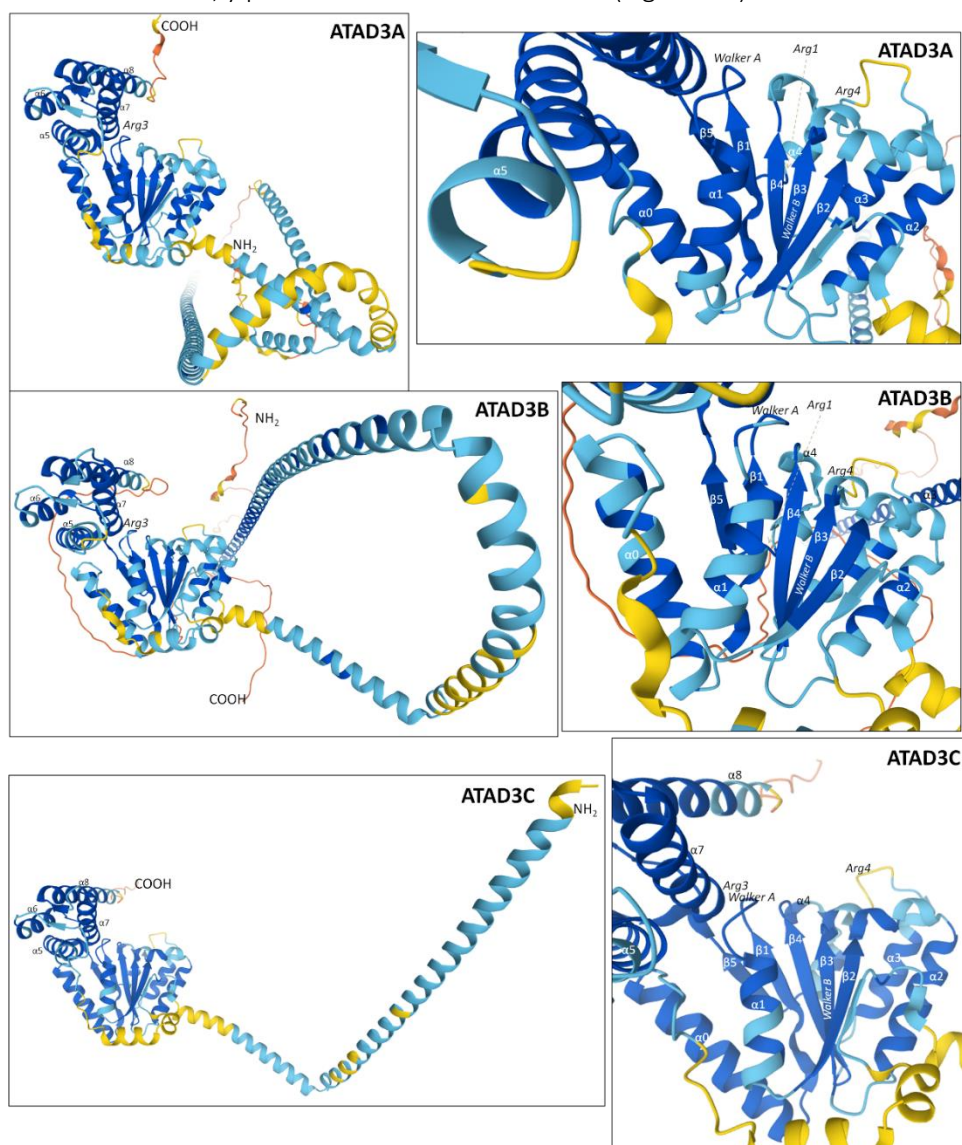 COOH
ATAD3A
α8
α6
α7
α5
Arg3
NH2
ATAD3A
Walker A
Arg1
Arg4
β5
β1
α4
α5
β4
β3
α0
α1
Walker B
β2
α3
α2
ATAD3B
NH2
α8
α6
α7
α5
Arg3
COOH
ATAD3B
Walker A
Arg1
α4
Arg4
β1
β5
β4
β3
α0
α1
Walker B
β2
α2
ATAD3C
NH2
α8
COOH
α6
α7
α5
ATAD3C
α8
α7
Arg4
Arg3
Walker A
α4
β4
β1
β5
β3
α3
α5
β2
α2
Walker B
α1
α0